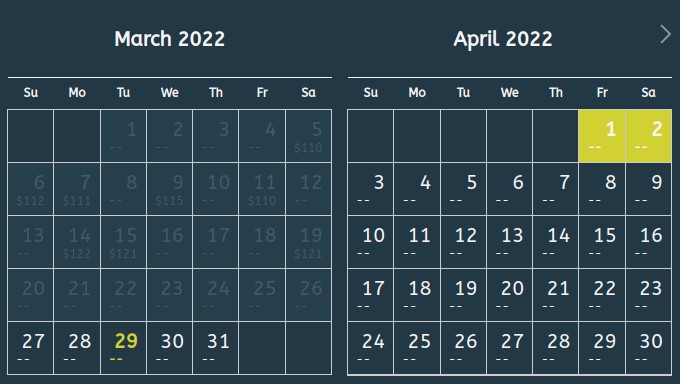 March 2022
Su Mo Tu We Th Fr Sa
1 2 3 4 5
-- -- -- -- $110
6 7 8 9 10 11 12
$112 $111 -- $115 -- $110 --
13 14 15 16 17 18 19
-- $122 $121 -- -- -- $121
20 21 22 23 24 25 26
-- -- -- -- -- -- --
27 28 29 30 31
-- -- -- -- --
April 2022
Su Mo Tu We Th Fr Sa
1 2
-- --
3 4 5 6 7 8 9
-- -- -- -- -- -- --
10 11 12 13 14 15 16
-- -- -- -- -- -- --
17 18 19 20 21 22 23
-- -- -- -- -- -- --
24 25 26 27 28 29 30
-- -- -- -- -- -- --